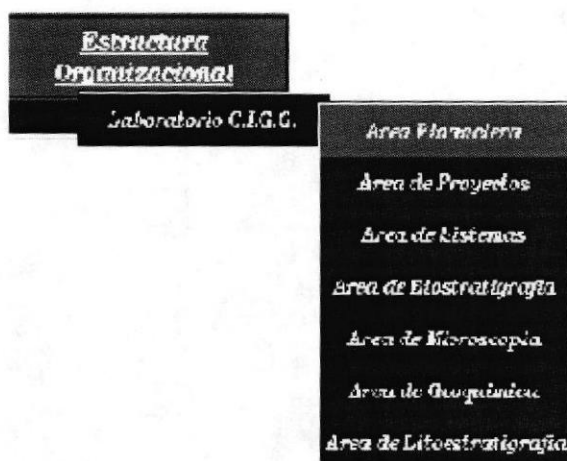 Estructura
Organizacional
Laboratorio C.I.G.G.
Area Financiera
Area de Proyectos
Area de Sistemas
Area de Biostratigrafia
Area de Microscopia
Area de Geoquimica
Area de Litoestratigrafia